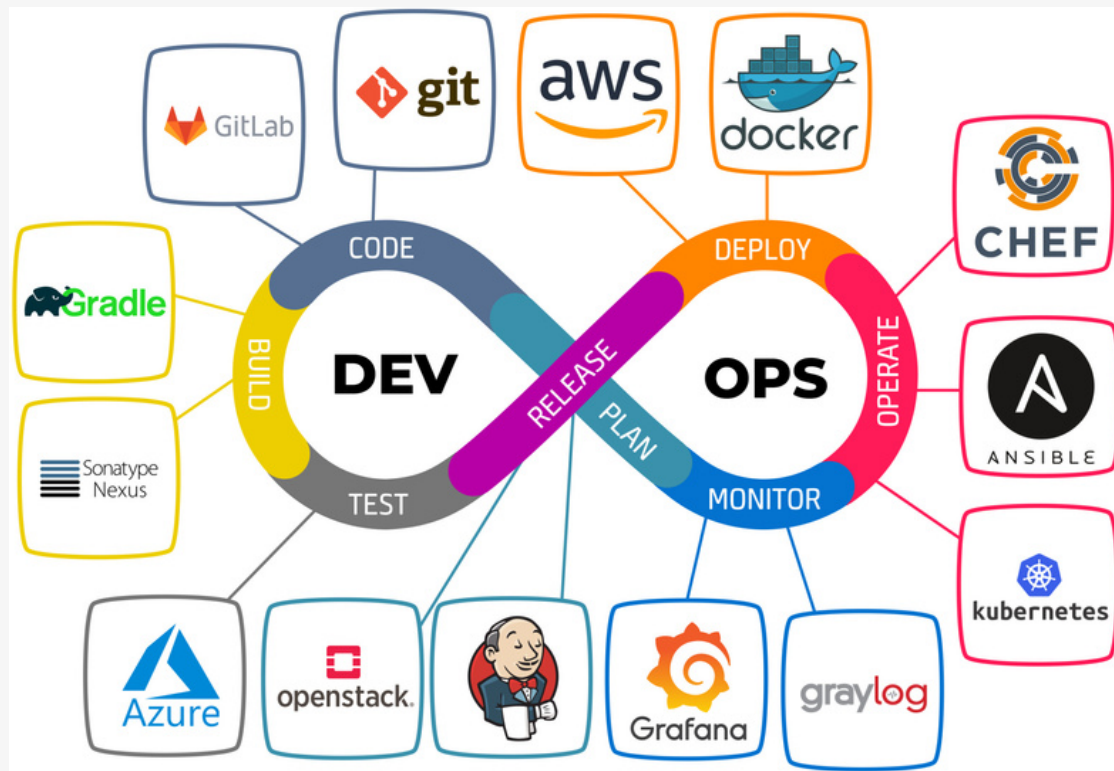 GitLab
git
aws
docker
CHEF
Gradle
CODE
DEPLOY
BUILD
DEV
RELEASE
PLAN
OPS
OPERATE
ANSIBLE
Sonatype
Nexus
TEST
MONITOR
kubernetes
Azure
openstack.
Grafana
graylog